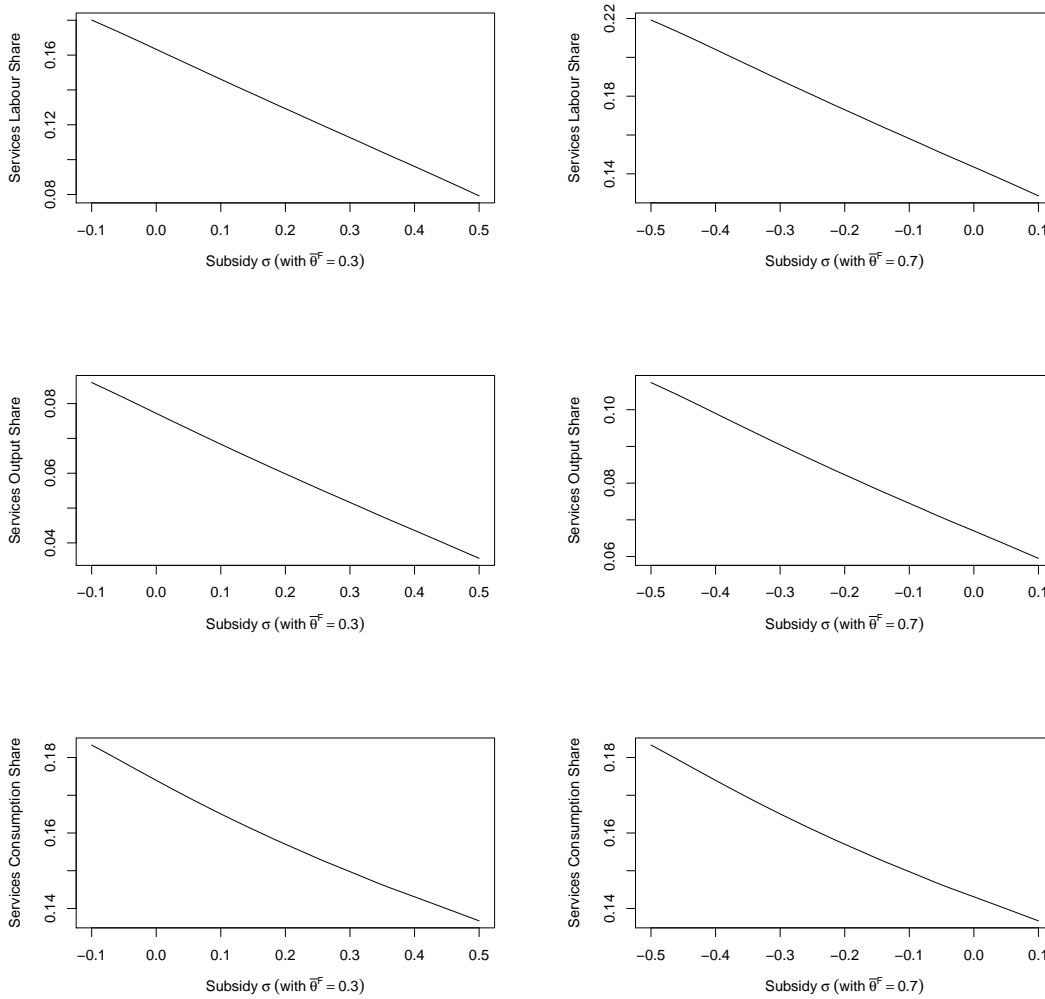 Services Labour Share
0.08 0.12 0.16
−0.1 0.0 0.1 0.2 0.3 0.4 0.5
Subsidy σ (with θ̅ᶠ = 0.3)
Services Labour Share
0.14 0.18 0.22
−0.5 −0.4 −0.3 −0.2 −0.1 0.0 0.1
Subsidy σ (with θ̅ᶠ = 0.7)
Services Output Share
0.04 0.06 0.08
−0.1 0.0 0.1 0.2 0.3 0.4 0.5
Subsidy σ (with θ̅ᶠ = 0.3)
Services Output Share
0.06 0.08 0.10
−0.5 −0.4 −0.3 −0.2 −0.1 0.0 0.1
Subsidy σ (with θ̅ᶠ = 0.7)
Services Consumption Share
0.14 0.16 0.18
−0.1 0.0 0.1 0.2 0.3 0.4 0.5
Subsidy σ (with θ̅ᶠ = 0.3)
Services Consumption Share
0.14 0.16 0.18
−0.5 −0.4 −0.3 −0.2 −0.1 0.0 0.1
Subsidy σ (with θ̅ᶠ = 0.7)